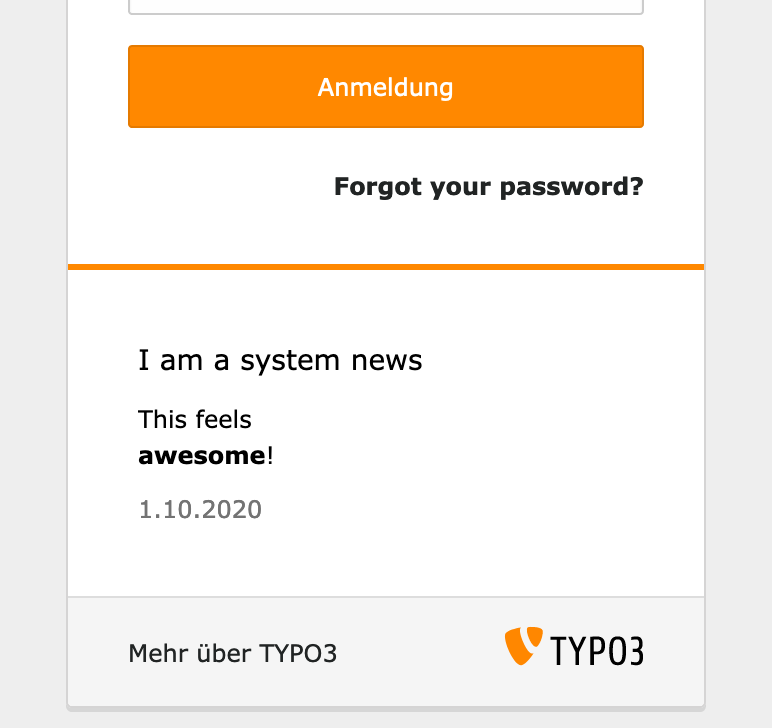 Anmeldung
Forgot your password?
I am a system news
This feels
awesome!
1.10.2020
Mehr über TYPO3
TYPO3